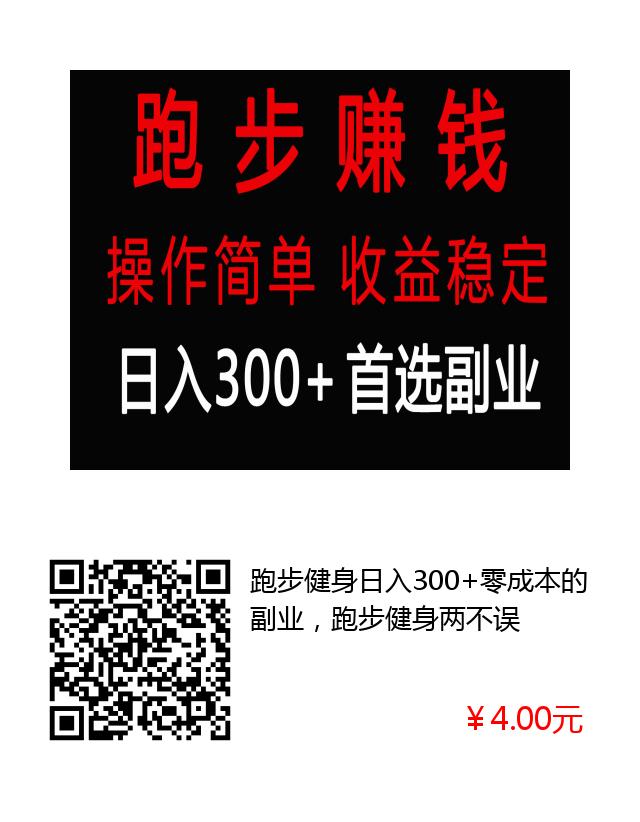 跑步赚钱
操作简单 收益稳定
日入300+首选副业
跑步健身日入300+零成本的
副业，跑步健身两不误
￥4.00元